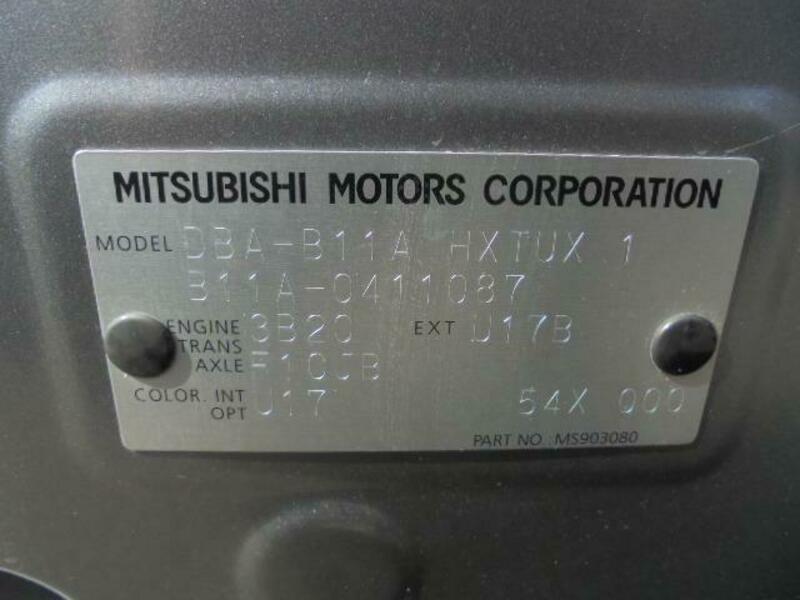 MITSUBISHI MOTORS CORPORATION
MODEL DBA-B11A HXTUX 1
B11A-0411087
ENGINE 3B20 EXT U17B
TRANS
AXLE F1CJB
COLOR. INT U17 54X 000
OPT
PART NO.: MS903080